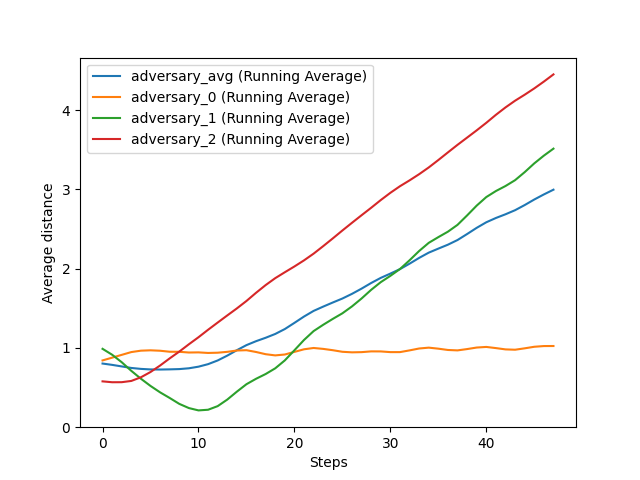 adversary_avg (Running Average)
adversary_0 (Running Average)
adversary_1 (Running Average)
adversary_2 (Running Average)
Average distance
4
3
2
1
0
0 10 20 30 40
Steps